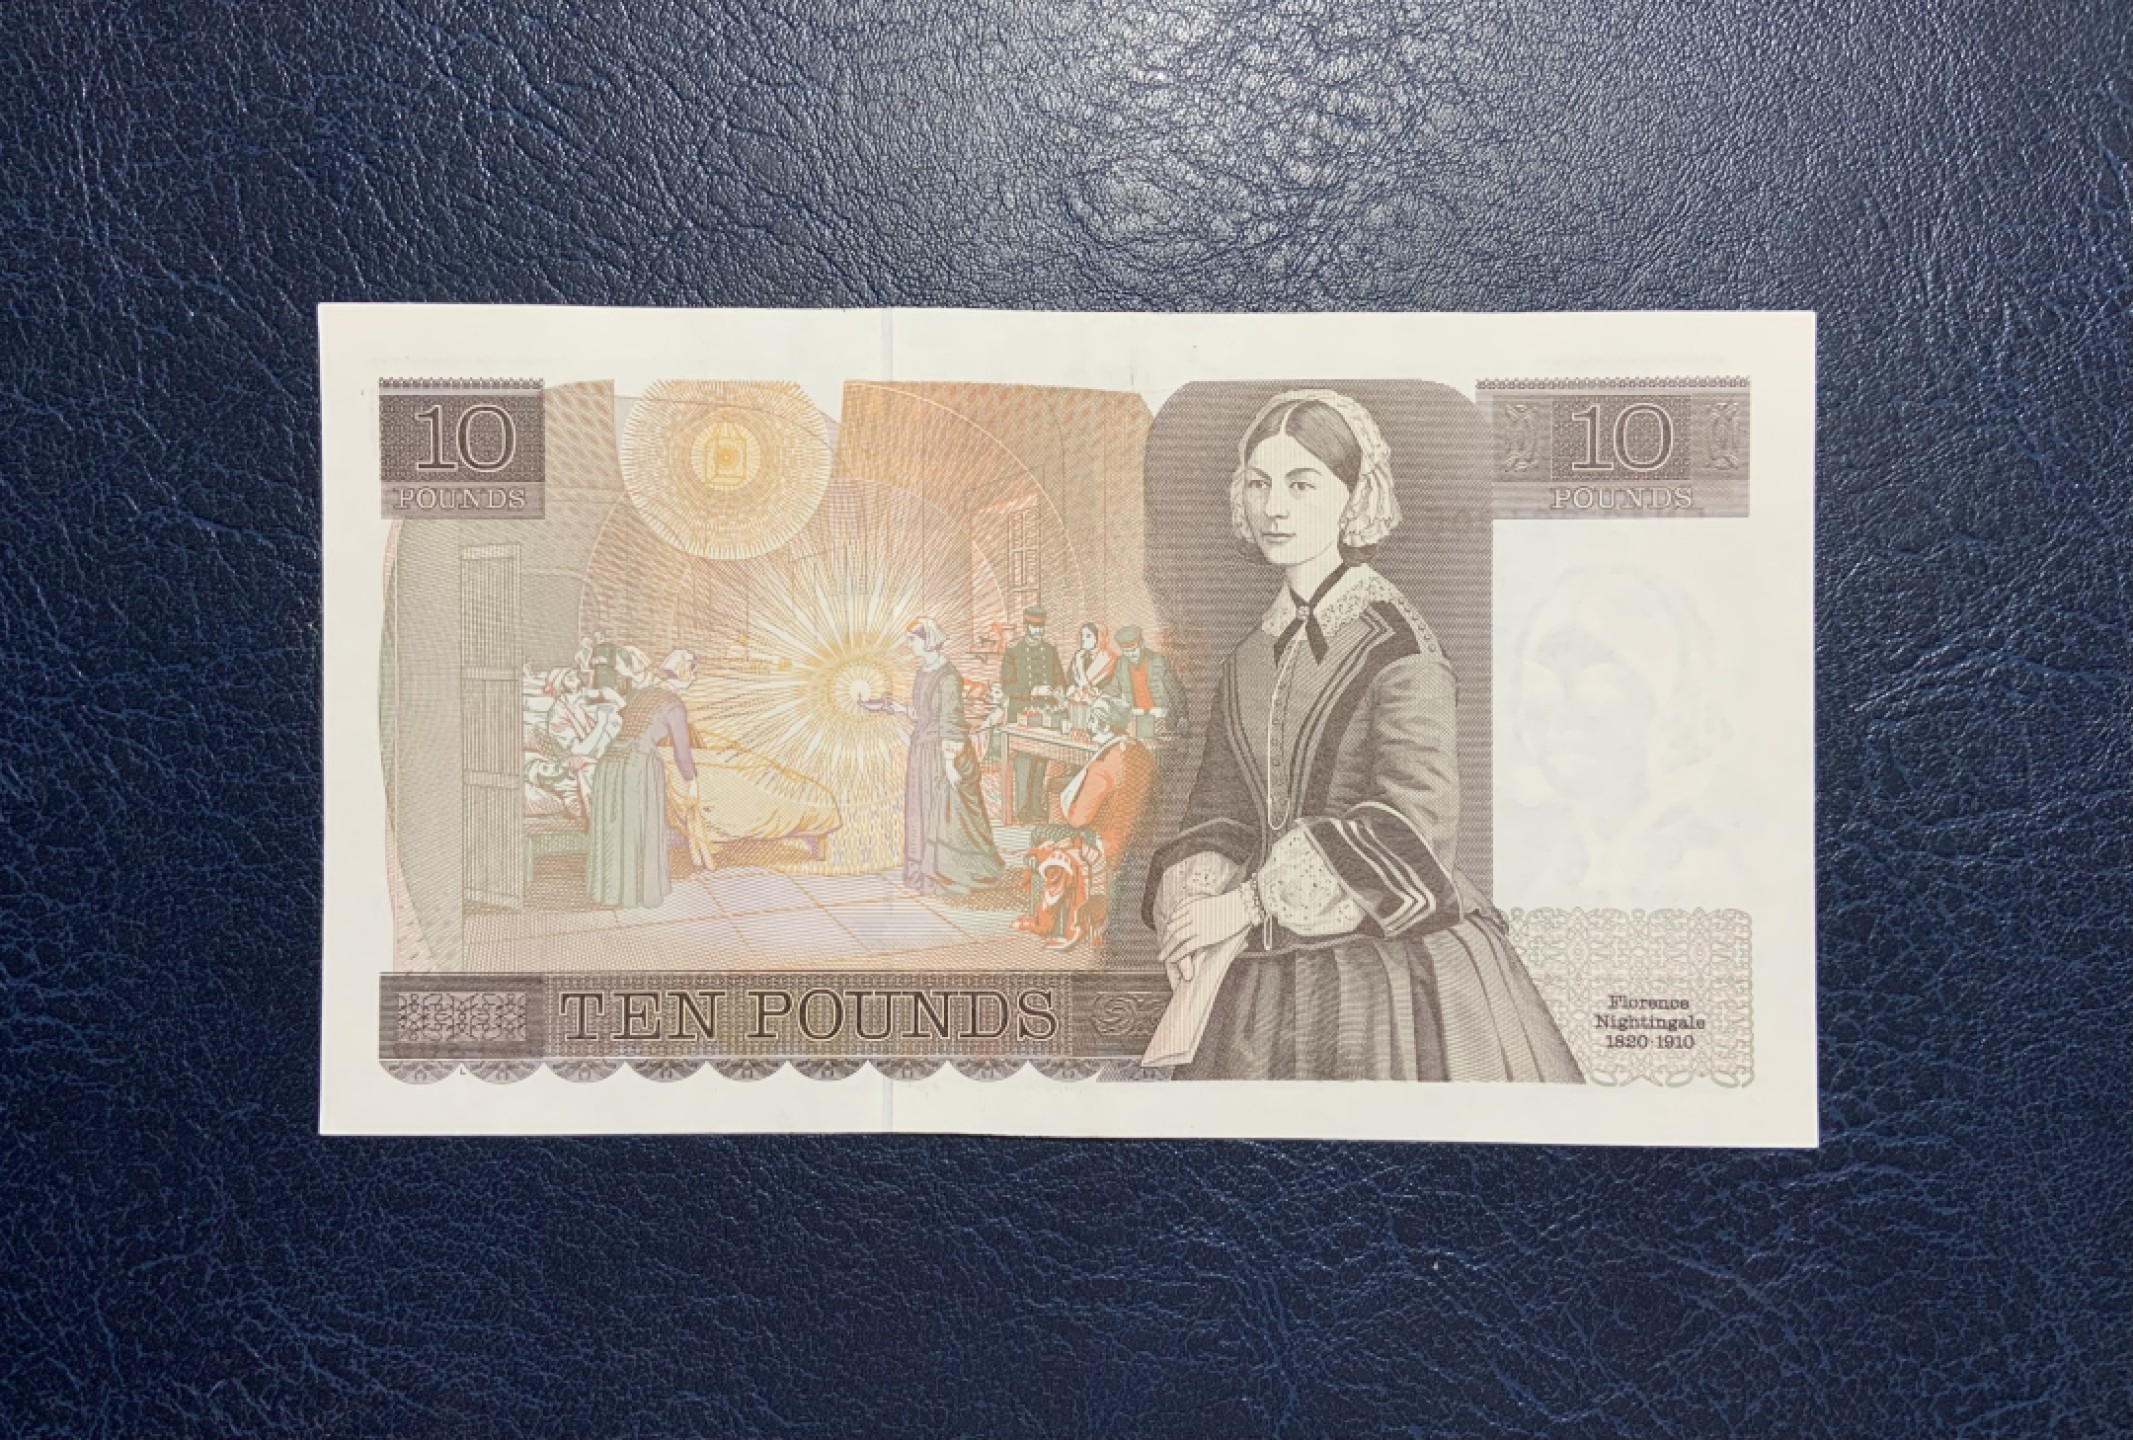 10
POUNDS
10
POUNDS
TEN POUNDS
Florence
Nightingale
1820·1910